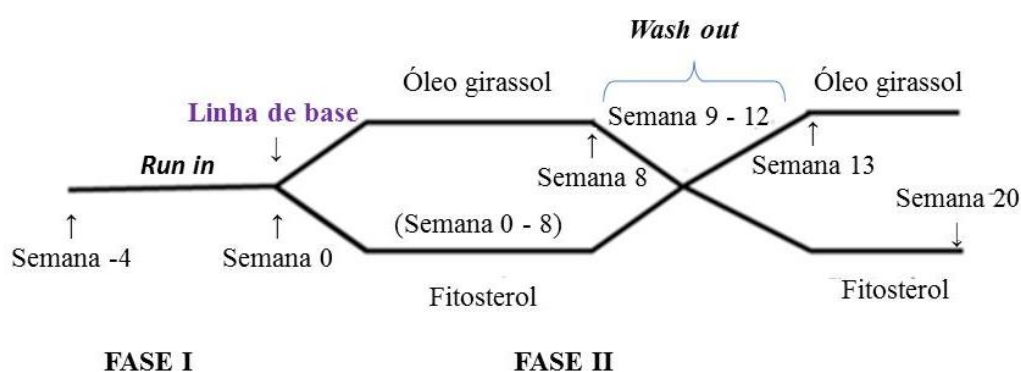 Wash out
Óleo girassol
Óleo girassol
Linha de base
Semana 9 - 12
Run in
Semana 8
Semana 13
Semana 20
(Semana 0 - 8)
Semana -4
Semana 0
Fitosterol
Fitosterol
FASE I
FASE II